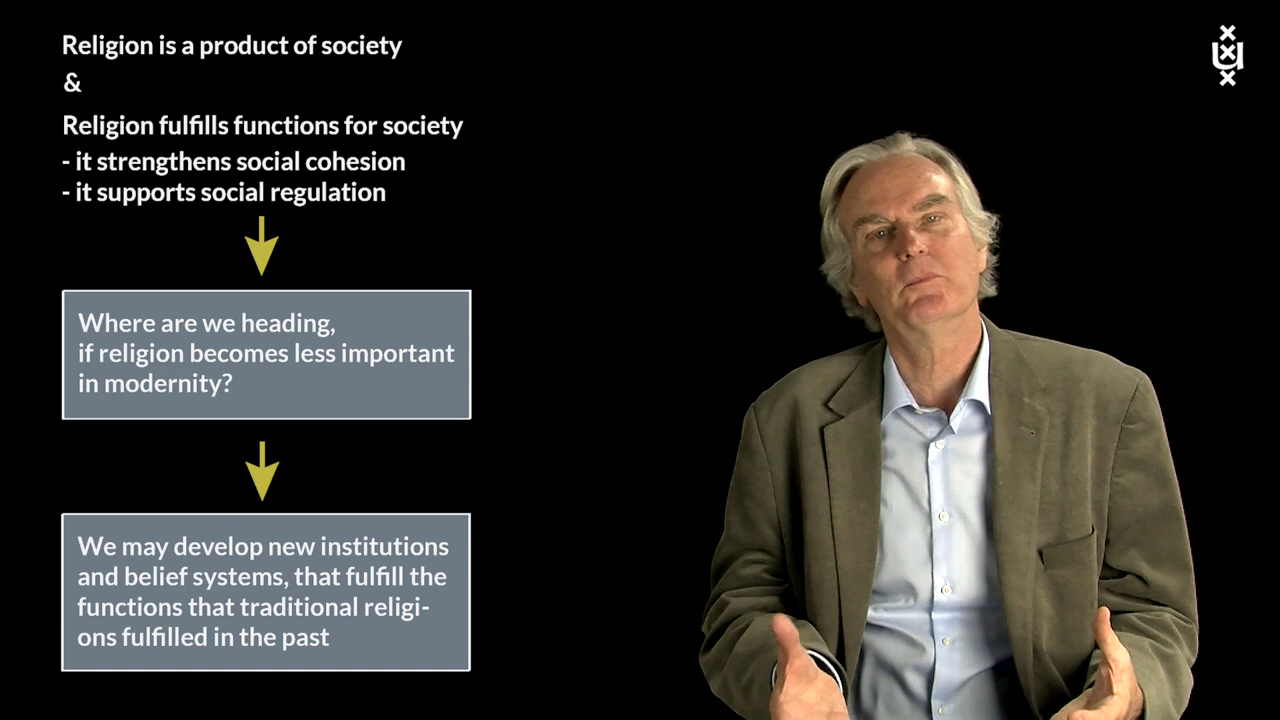 Religion is a product of society
&
Religion fulfills functions for society
- it strengthens social cohesion
- it supports social regulation
Where are we heading,
if religion becomes less important
in modernity?
We may develop new institutions
and belief systems, that fulfill the
functions that traditional religi-
ons fulfilled in the past